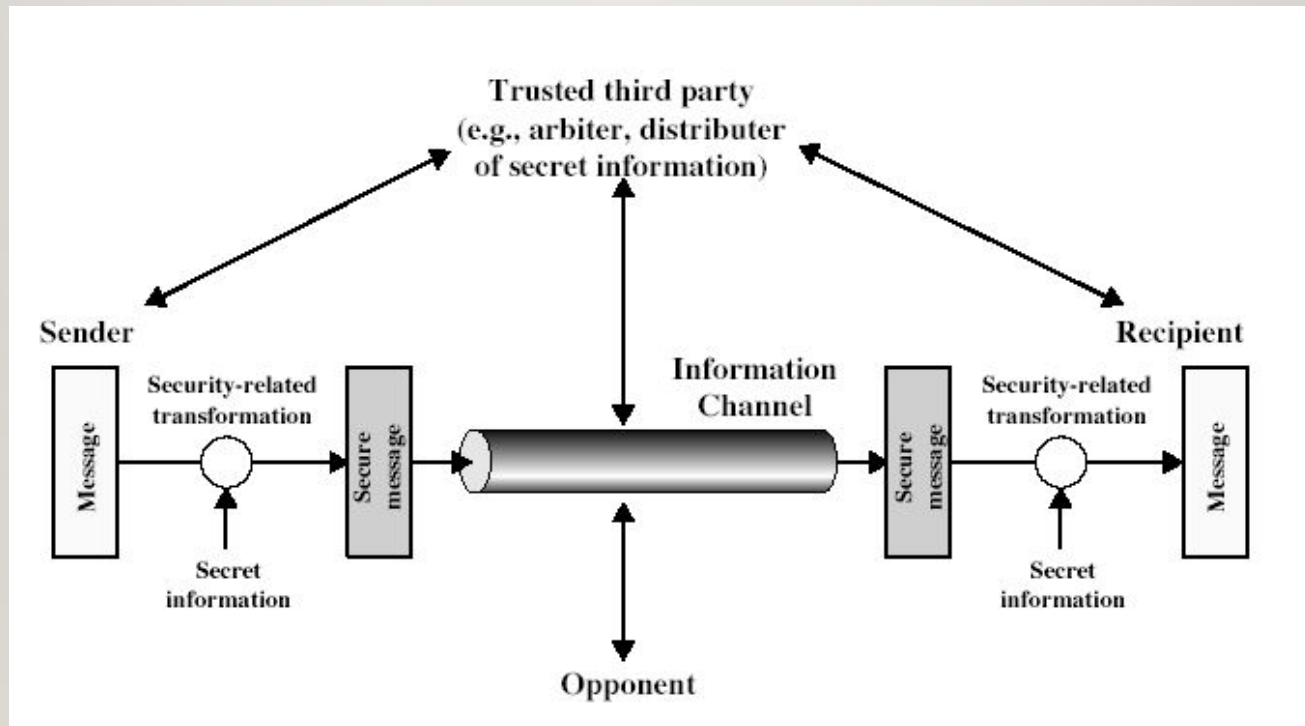 Trusted third party
(e.g., arbiter, distributer
of secret information)
Sender
Recipient
Information
Channel
Security-related
transformation
Security-related
transformation
Message
Secure
message
Secure
message
Message
Secret
information
Secret
information
Opponent